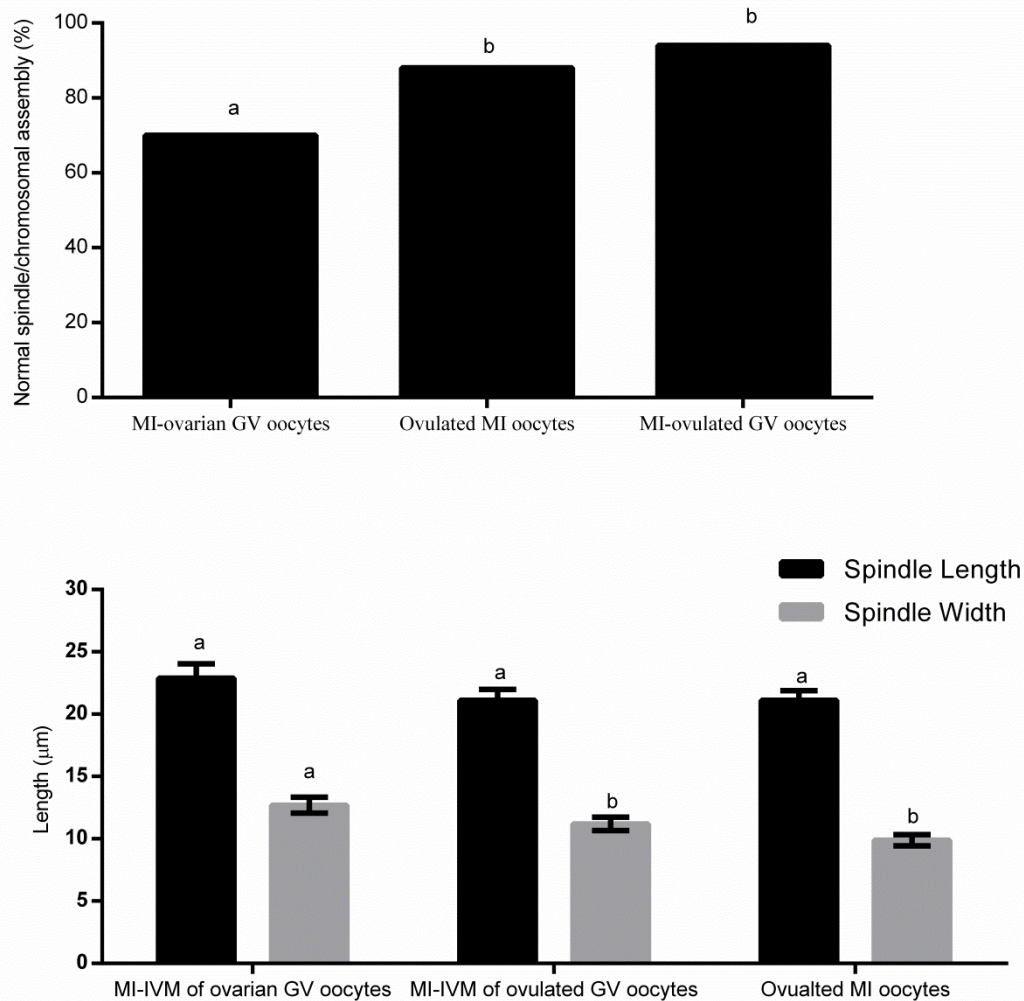 Normal spindle/chromosomal assembly (%)
100
80
60
40
20
0
a
b
b
MI-ovarian GV oocytes
Ovulated MI oocytes
MI-ovulated GV oocytes
Spindle Length
Spindle Width
Length (μm)
30
25
20
15
10
5
0
a
a
a
b
a
b
MI-IVM of ovarian GV oocytes
MI-IVM of ovulated GV oocytes
Ovualted MI oocytes